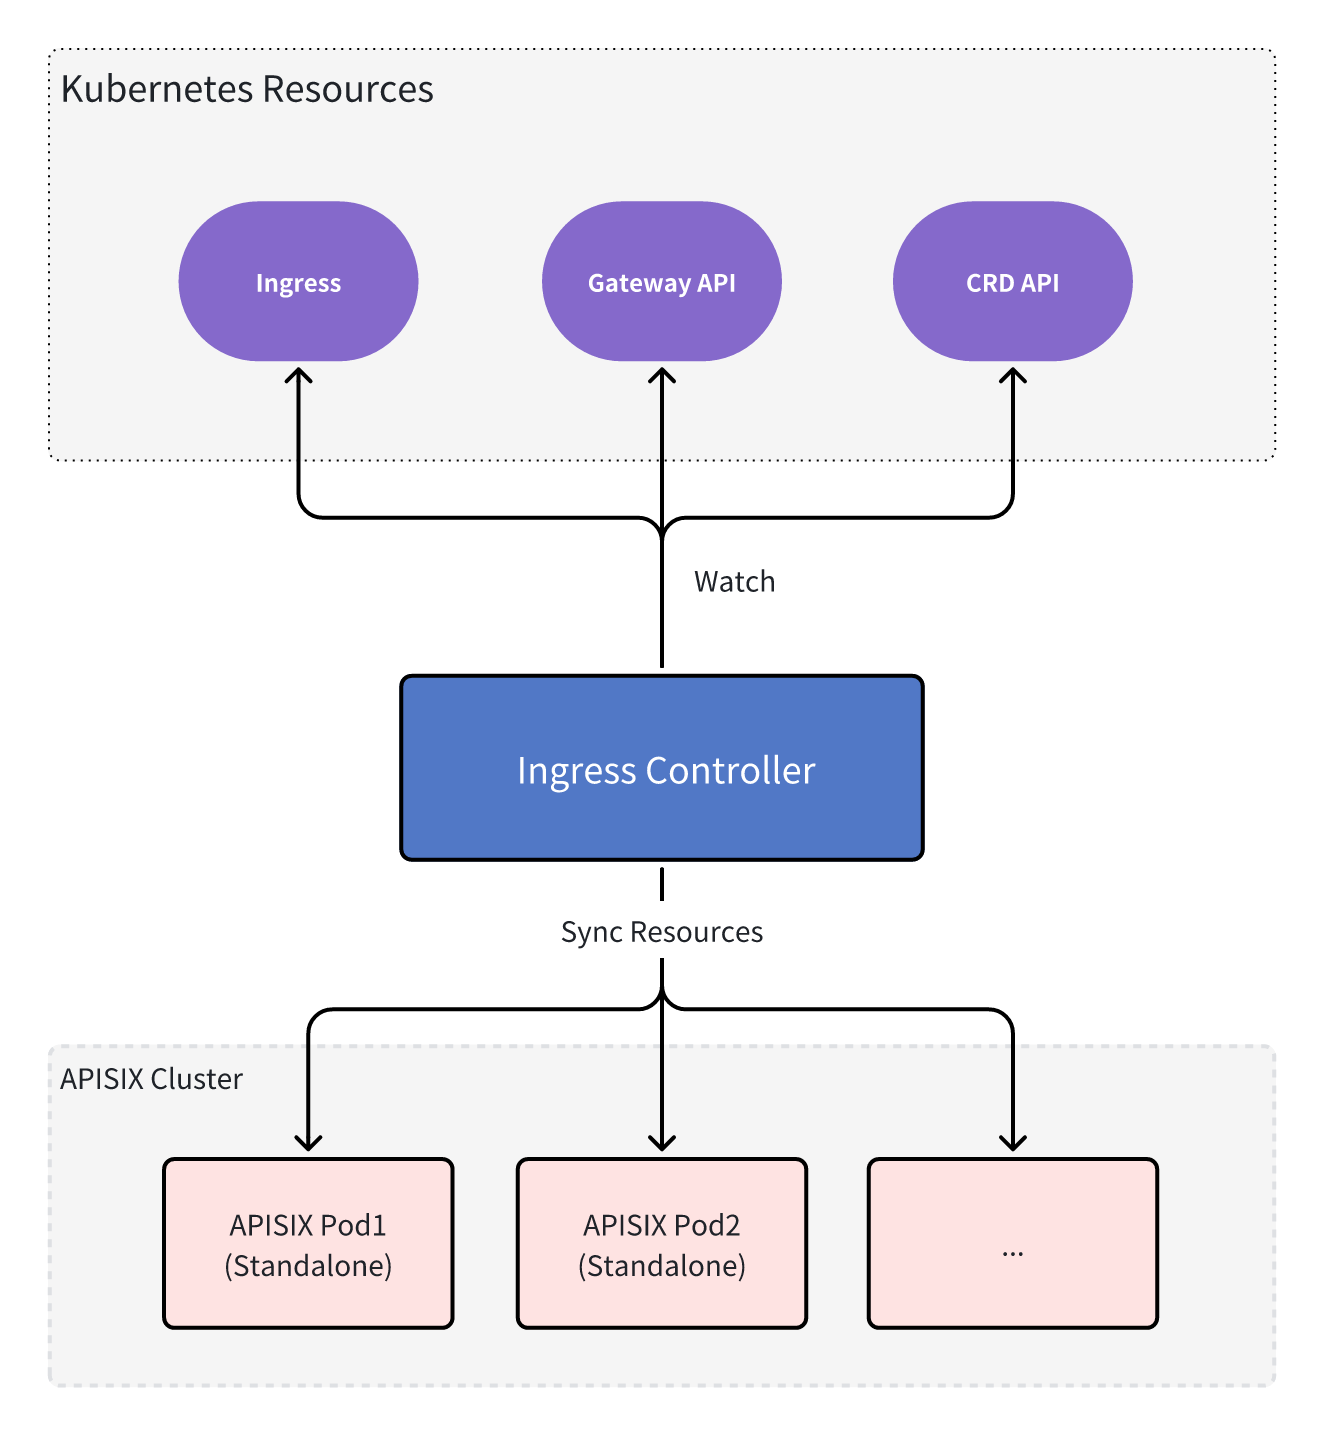 Kubernetes Resources
Ingress
Gateway API
CRD API
Watch
Ingress Controller
Sync Resources
APISIX Cluster
APISIX Pod1
(Standalone)
APISIX Pod2
(Standalone)
...